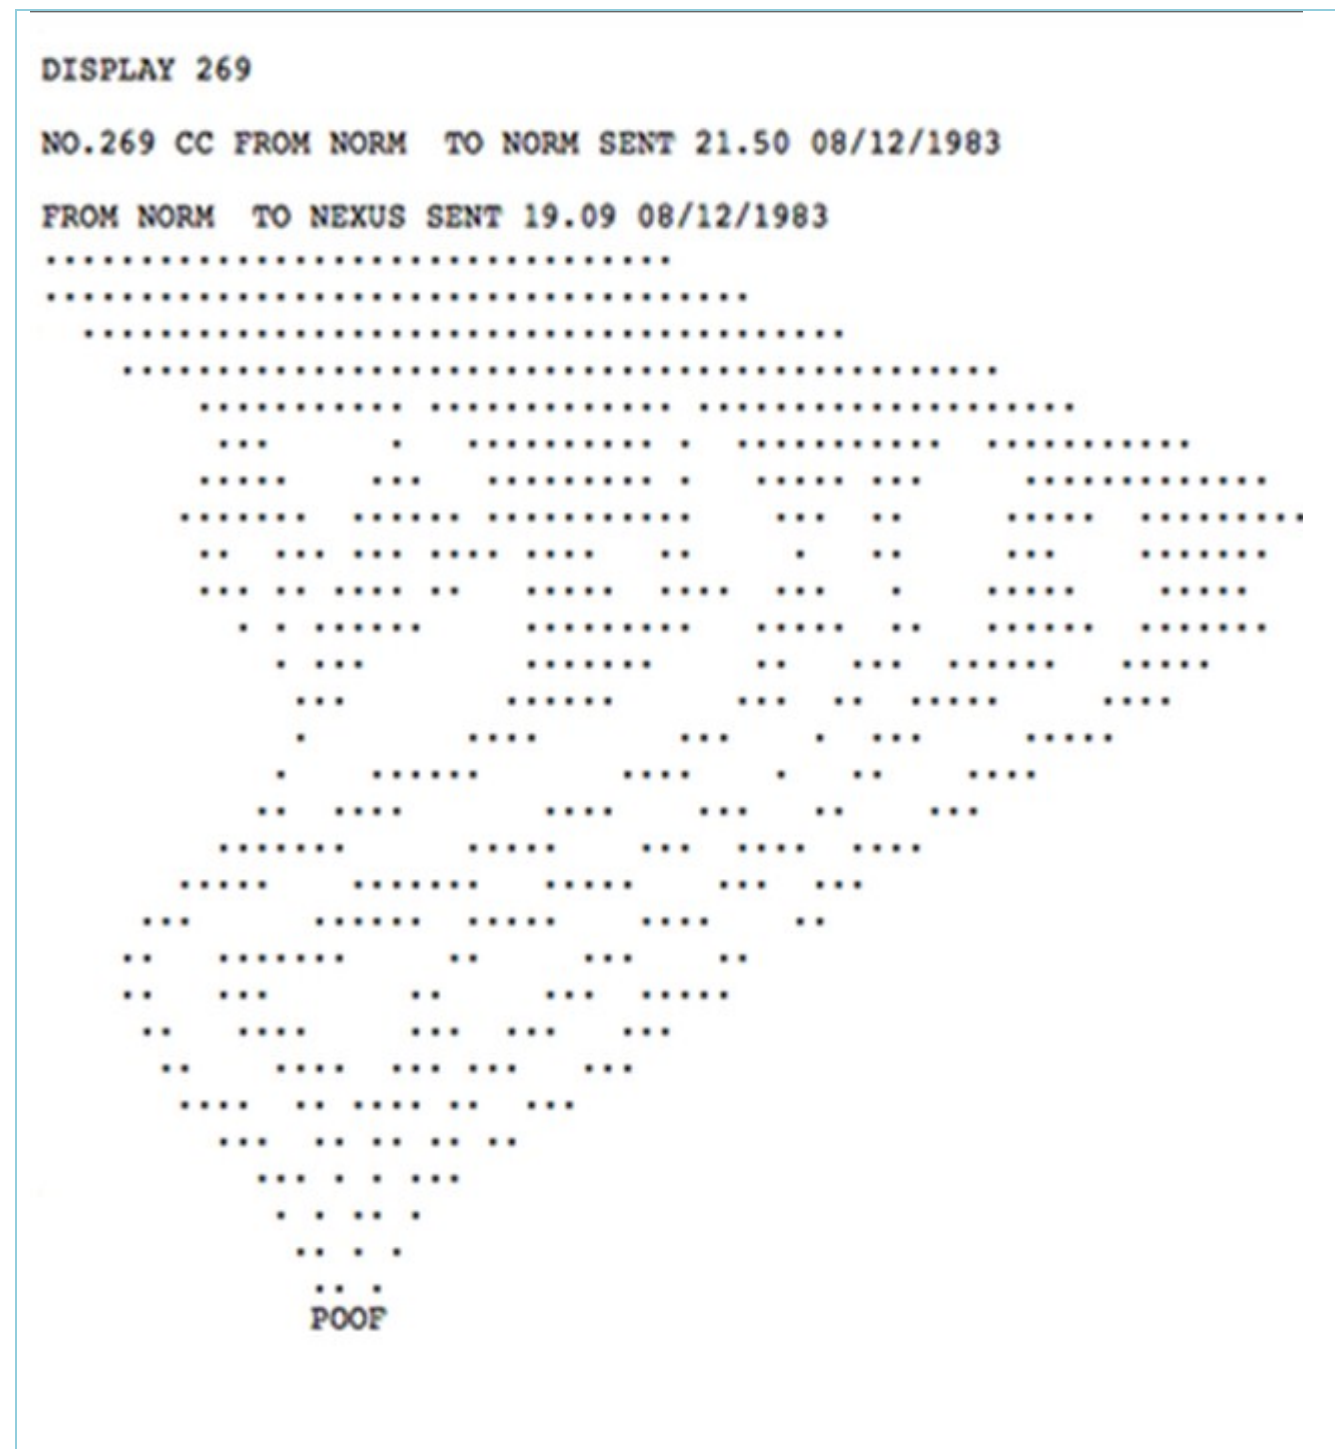 DISPLAY 269
NO.269 CC FROM NORM  TO NORM SENT 21.50 08/12/1983
FROM NORM  TO NEXUS SENT 19.09 08/12/1983
POOF